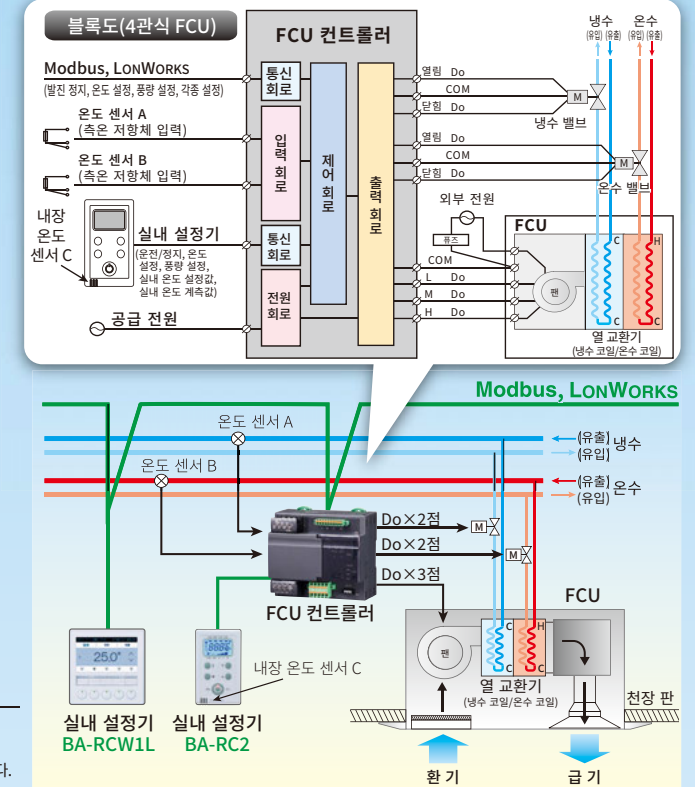 블록도(4관식 FCU)
FCU 컨트롤러
냉수
온수
(유입) (유출)
(유입) (유출)
Modbus, LONWORKS
(발진 정지, 온도 설정, 풍량 설정, 각종 설정)
온도 센서 A
(측온 저항체 입력)
온도 센서 B
(측온 저항체 입력)
내장
온도
센서 C
실내 설정기
(운전/정지, 온도
설정, 풍량 설정,
실내 온도 설정값,
실내 온도 계측값)
공급 전원
통신
회로
입력 회로
통신
회로
전원
회로
제어 회로
출력 회로
열림 Do
COM
닫힘 Do
M
냉수 밸브
열림 Do
COM
닫힘 Do
M
온수 밸브
외부 전원
퓨즈
COM
L Do
M Do
H Do
FCU
팬
C
H
C
C
열 교환기
(냉수 코일/온수 코일)
Modbus, LONWORKS
온도 센서 A
온도 센서 B
(유출)
냉수
(유입)
(유출)
온수
(유입)
Do×2점
M
Do×2점
M
Do×3점
FCU 컨트롤러
FCU
팬
C
H
C
C
열 교환기
(냉수 코일/온수 코일)
천장 판
25.0°
내장 온도 센서 C
실내 설정기
BA-RCW1L
실내 설정기
BA-RC2
환 기
급 기
다.